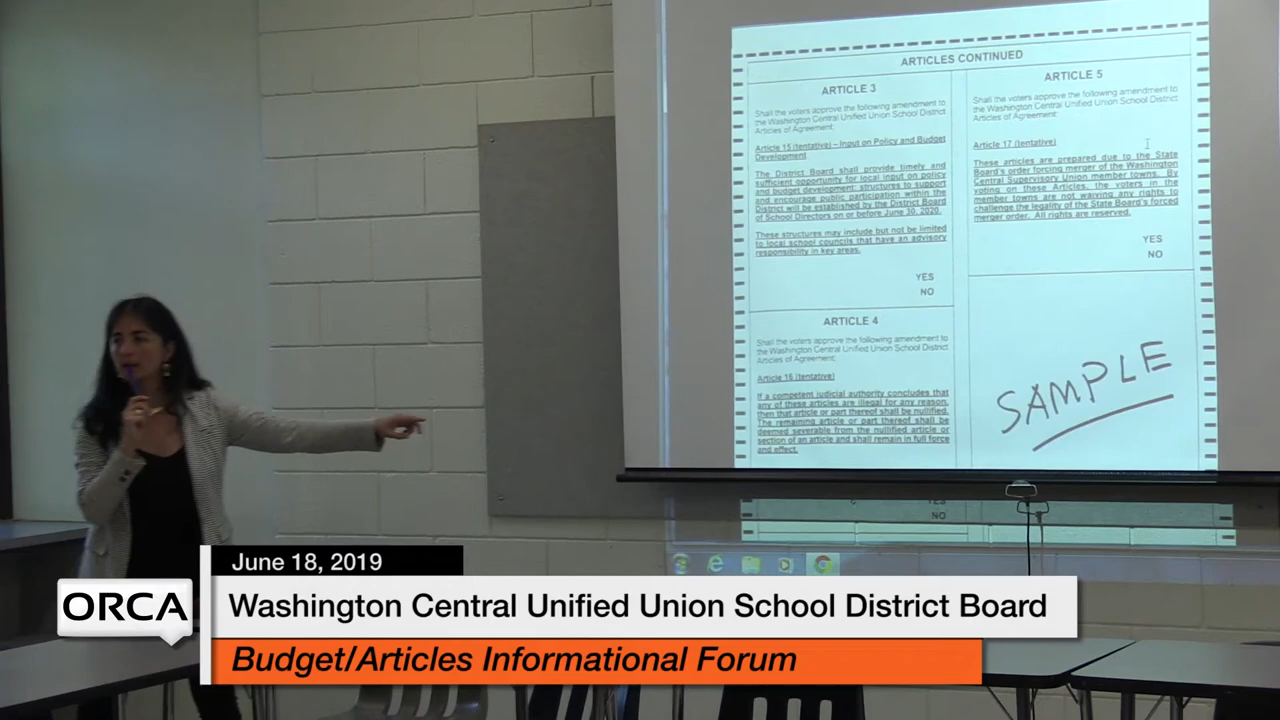 ARTICLES CONTINUED
ARTICLE 3
Shall the voters approve the following amendment to
the Washington Central Unified Union School District
Articles of Agreement:
Article 15 (tentative) – Input on Policy and Budget
Development
The District Board shall provide timely and
sufficient opportunity for local input on policy
and budget development; structures to support
and encourage public participation within the
District will be established by the District Board
of School Directors on or before June 30, 2020.
These structures may include but not be limited
to local school councils that have an advisory
responsibility in key areas.
YES
NO
ARTICLE 4
Shall the voters approve the following amendment to
the Washington Central Unified Union School District
Articles of Agreement:
Article 16 (tentative)
If a competent judicial authority concludes that
any of these articles are illegal for any reason,
then that article or part thereof shall be nullified.
The remaining article or part thereof shall be
deemed severable from the nullified article or
section of an article and shall remain in full force
and effect.
YES
NO
ARTICLE 5
Shall the voters approve the following amendment to
the Washington Central Unified Union School District
Articles of Agreement:
Article 17 (tentative)
These articles are prepared due to the State
Board's order forcing merger of the Washington
Central Supervisory Union member towns. By
voting on these Articles, the voters in the
member towns are not waiving any rights to
challenge the legality of the State Board's forced
merger order. All rights are reserved.
YES
NO
SAMPLE
June 18, 2019
ORCA
Washington Central Unified Union School District Board
Budget/Articles Informational Forum